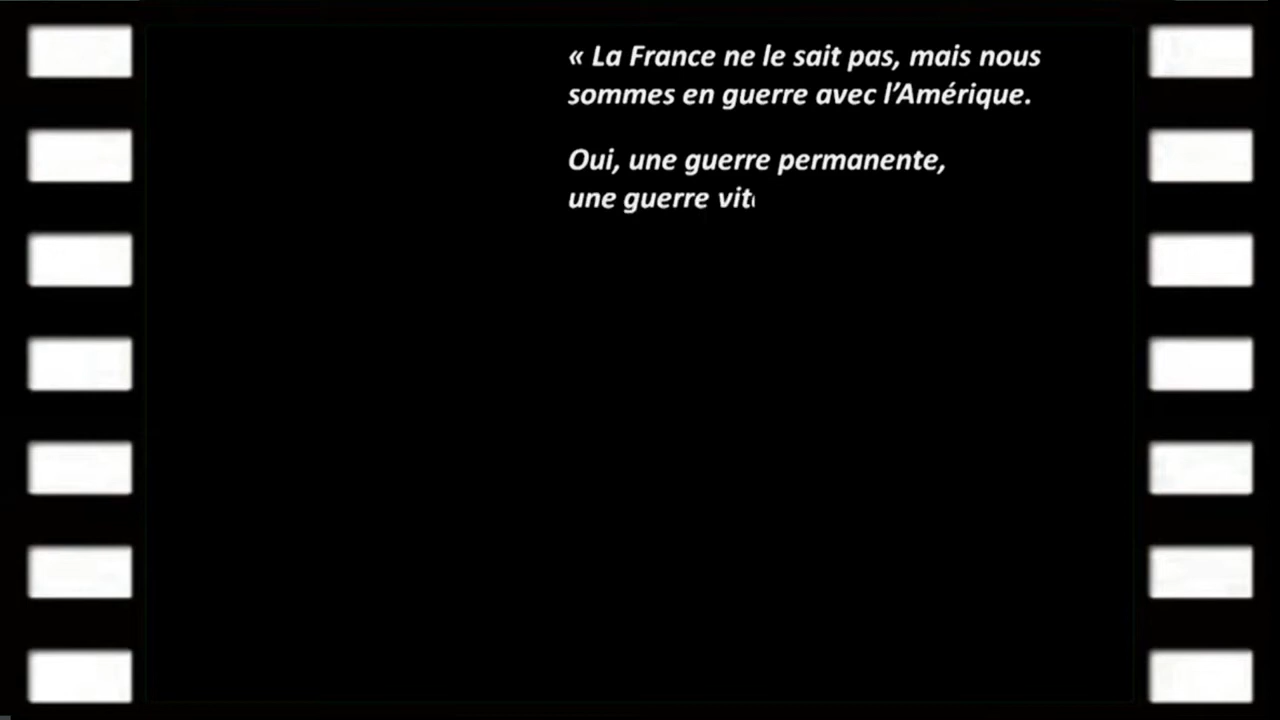 « La France ne le sait pas, mais nous
sommes en guerre avec l’Amérique.
Oui, une guerre permanente,
une guerre